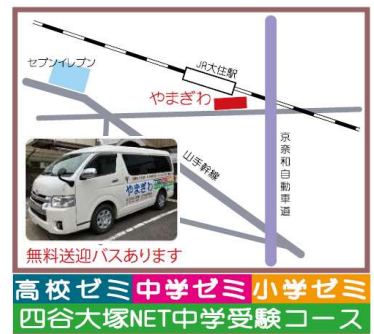 セブンイレブン
JR大住駅
やまぎわ
京奈和自動車道
山手幹線
やまぎわ
無料送迎バスあります
高校ゼミ 中学ゼミ 小学ゼミ
四谷大塚NET中学受験コース